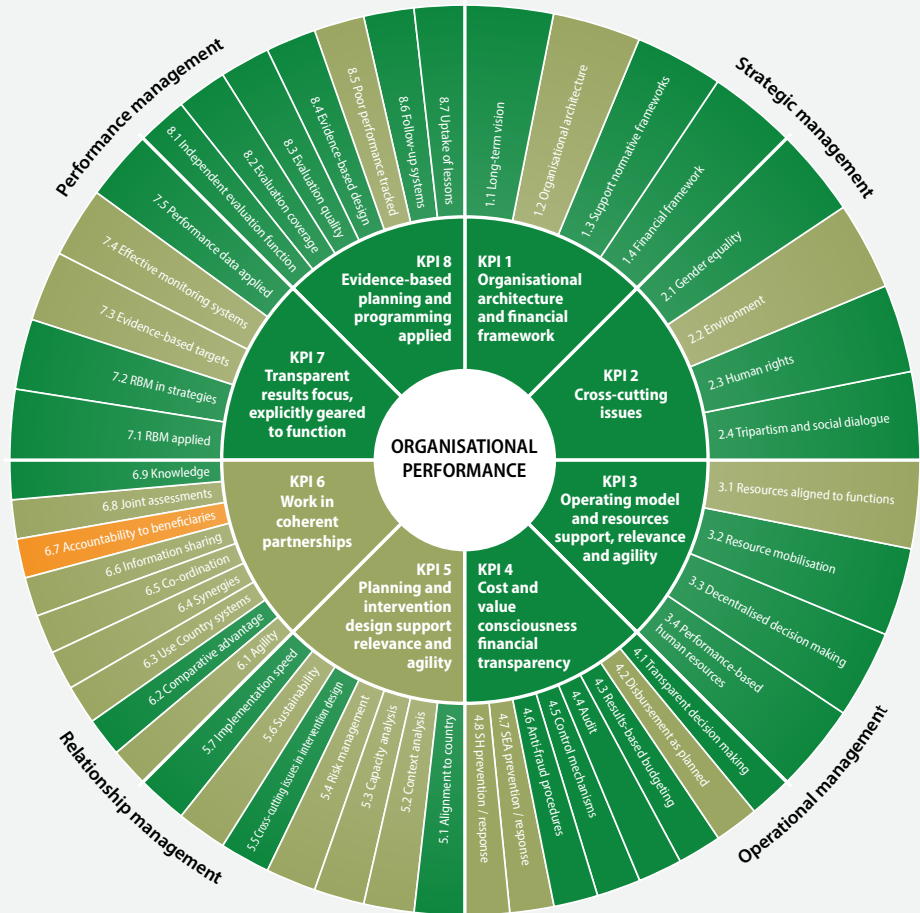 Performance management
Strategic management
Operational management
Relationship management
ORGANISATIONAL
PERFORMANCE
KPI 1
Organisational
architecture
and financial
framework
1.1 Long-term vision
1.2 Organisational architecture
1.3 Support normative frameworks
1.4 Financial framework
KPI 2
Cross-cutting
issues
2.1 Gender equality
2.2 Environment
2.3 Human rights
2.4 Tripartism and social dialogue
KPI 3
Operating model
and resources
support, relevance
and agility
3.1 Resources aligned to functions
3.2 Resource mobilisation
3.3 Decentralised decision making
3.4 Performance-based
human resources
KPI 4
Cost and
value
consciousness
financial
transparency
4.1 Transparent decision making
4.2 Disbursement as planned
4.3 Results-based budgeting
4.4 Audit
4.5 Control mechanisms
4.6 Anti-fraud procedures
4.7 SEA prevention / response
4.8 SH prevention / response
KPI 5
Planning and
intervention
design support
relevance and
agility
5.1 Alignment to country
5.2 Context analysis
5.3 Capacity analysis
5.4 Risk management
5.5 Cross-cutting issues in intervention design
5.6 Sustainability
5.7 Implementation speed
KPI 6
Work in
coherent
partnerships
6.1 Agility
6.2 Comparative advantage
6.3 Use Country systems
6.4 Synergies
6.5 Co-ordination
6.6 Information sharing
6.7 Accountability to beneficiaries
6.8 Joint assessments
6.9 Knowledge
KPI 7
Transparent
results focus,
explicitly geared
to function
7.1 RBM applied
7.2 RBM in strategies
7.3 Evidence-based targets
7.4 Effective monitoring systems
7.5 Performance data applied
KPI 8
Evidence-based
planning and
programming
applied
8.1 Independent evaluation function
8.2 Evaluation coverage
8.3 Evaluation quality
8.4 Evidence-based design
8.5 Poor performance tracked
8.6 Follow-up systems
8.7 Uptake of lessons